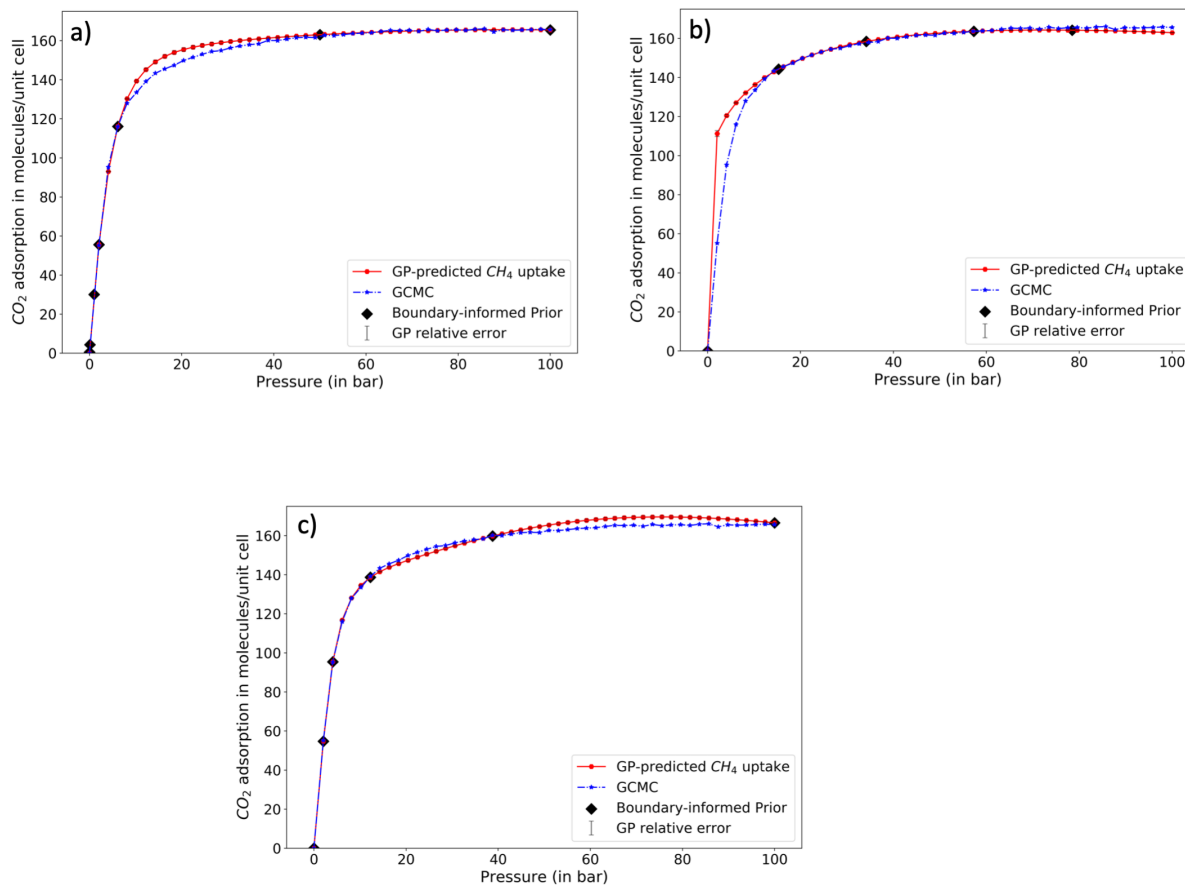 a)
CO2 adsorption in molecules/unit cell
160
140
120
100
80
60
40
20
0
0 20 40 60 80 100
Pressure (in bar)
GP-predicted CH4 uptake
GCMC
Boundary-informed Prior
GP relative error
b)
CO2 adsorption in molecules/unit cell
160
140
120
100
80
60
40
20
0
0 20 40 60 80 100
Pressure (in bar)
GP-predicted CH4 uptake
GCMC
Boundary-informed Prior
GP relative error
c)
CO2 adsorption in molecules/unit cell
160
140
120
100
80
60
40
20
0
0 20 40 60 80 100
Pressure (in bar)
GP-predicted CH4 uptake
GCMC
Boundary-informed Prior
GP relative error